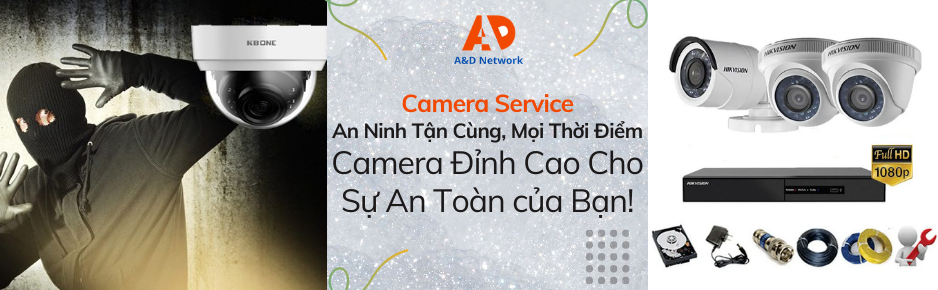 KBONE
A&D Network
Camera Service
An Ninh Tận Cùng, Mọi Thời Điểm
Camera Đỉnh Cao Cho
Sự An Toàn của Bạn!
HIKVISION
HIKVISION
HIKVISION
Full HD
1080p
HIKVISION